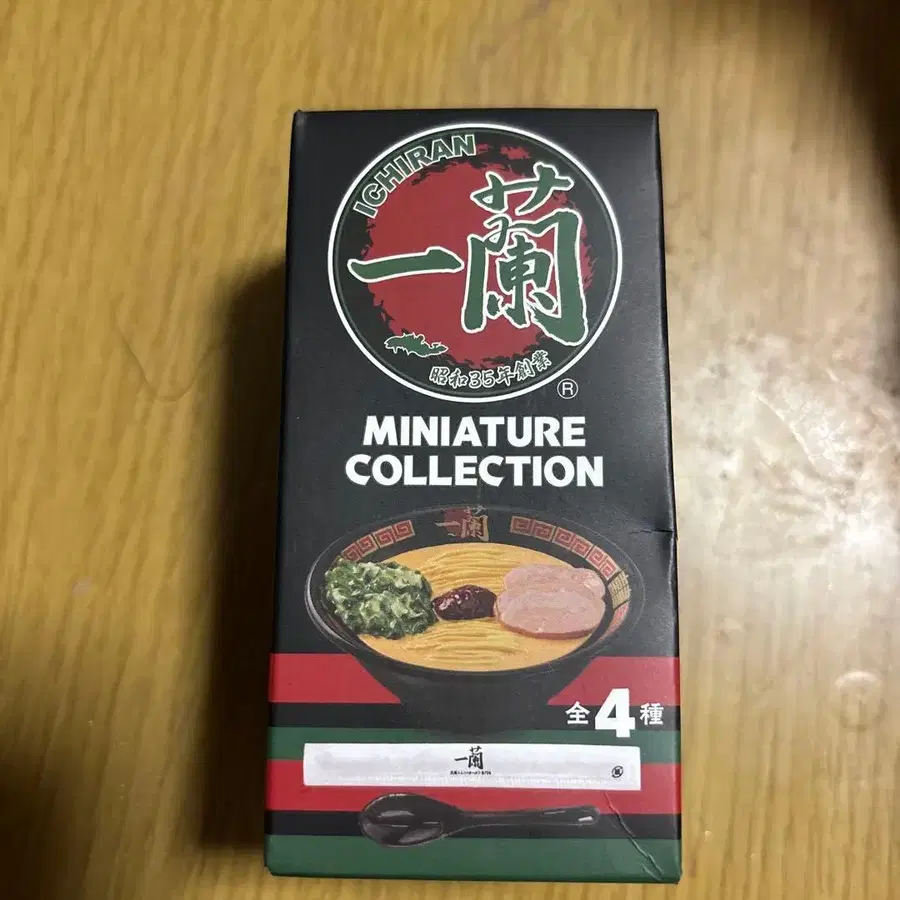 ICHIRAN
一蘭
昭和35年創業
®
MINIATURE
COLLECTION
一蘭
全4種
一蘭